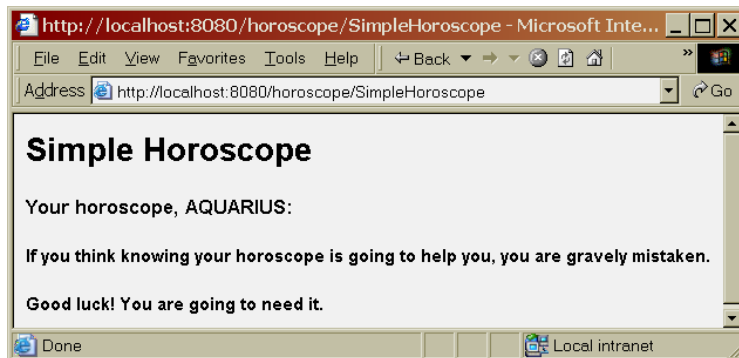 http://localhost:8080/horoscope/SimpleHoroscope - Microsoft Inte...
File Edit View Favorites Tools Help Back »
Address http://localhost:8080/horoscope/SimpleHoroscope Go
Simple Horoscope
Your horoscope, AQUARIUS:
If you think knowing your horoscope is going to help you, you are gravely mistaken.
Good luck! You are going to need it.
Done Local intranet